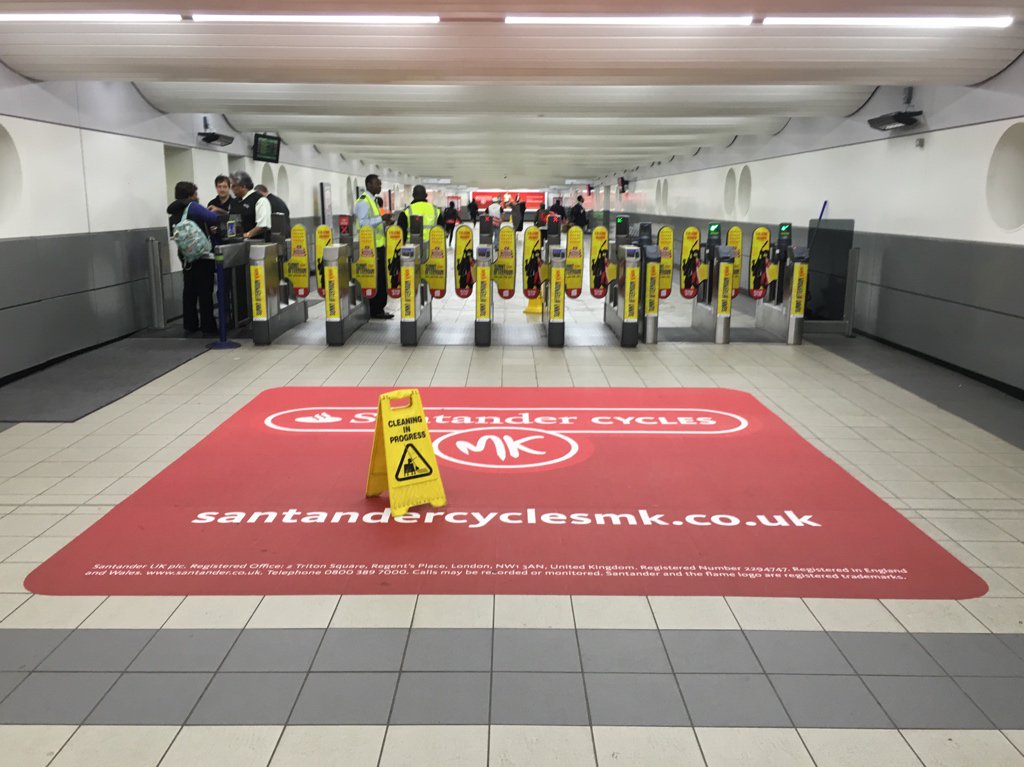 CLEANING
IN
PROGRESS
Santander CYCLES
MK
santandercyclesmk.co.uk
Santander UK plc. Registered Office: 2 Triton Square, Regent's Place, London, NW1 3AN, United Kingdom. Registered Number 2294747. Registered in England
and Wales. www.santander.co.uk. Telephone 0800 389 7000. Calls may be recorded or monitored. Santander and the flame logo are registered trademarks.